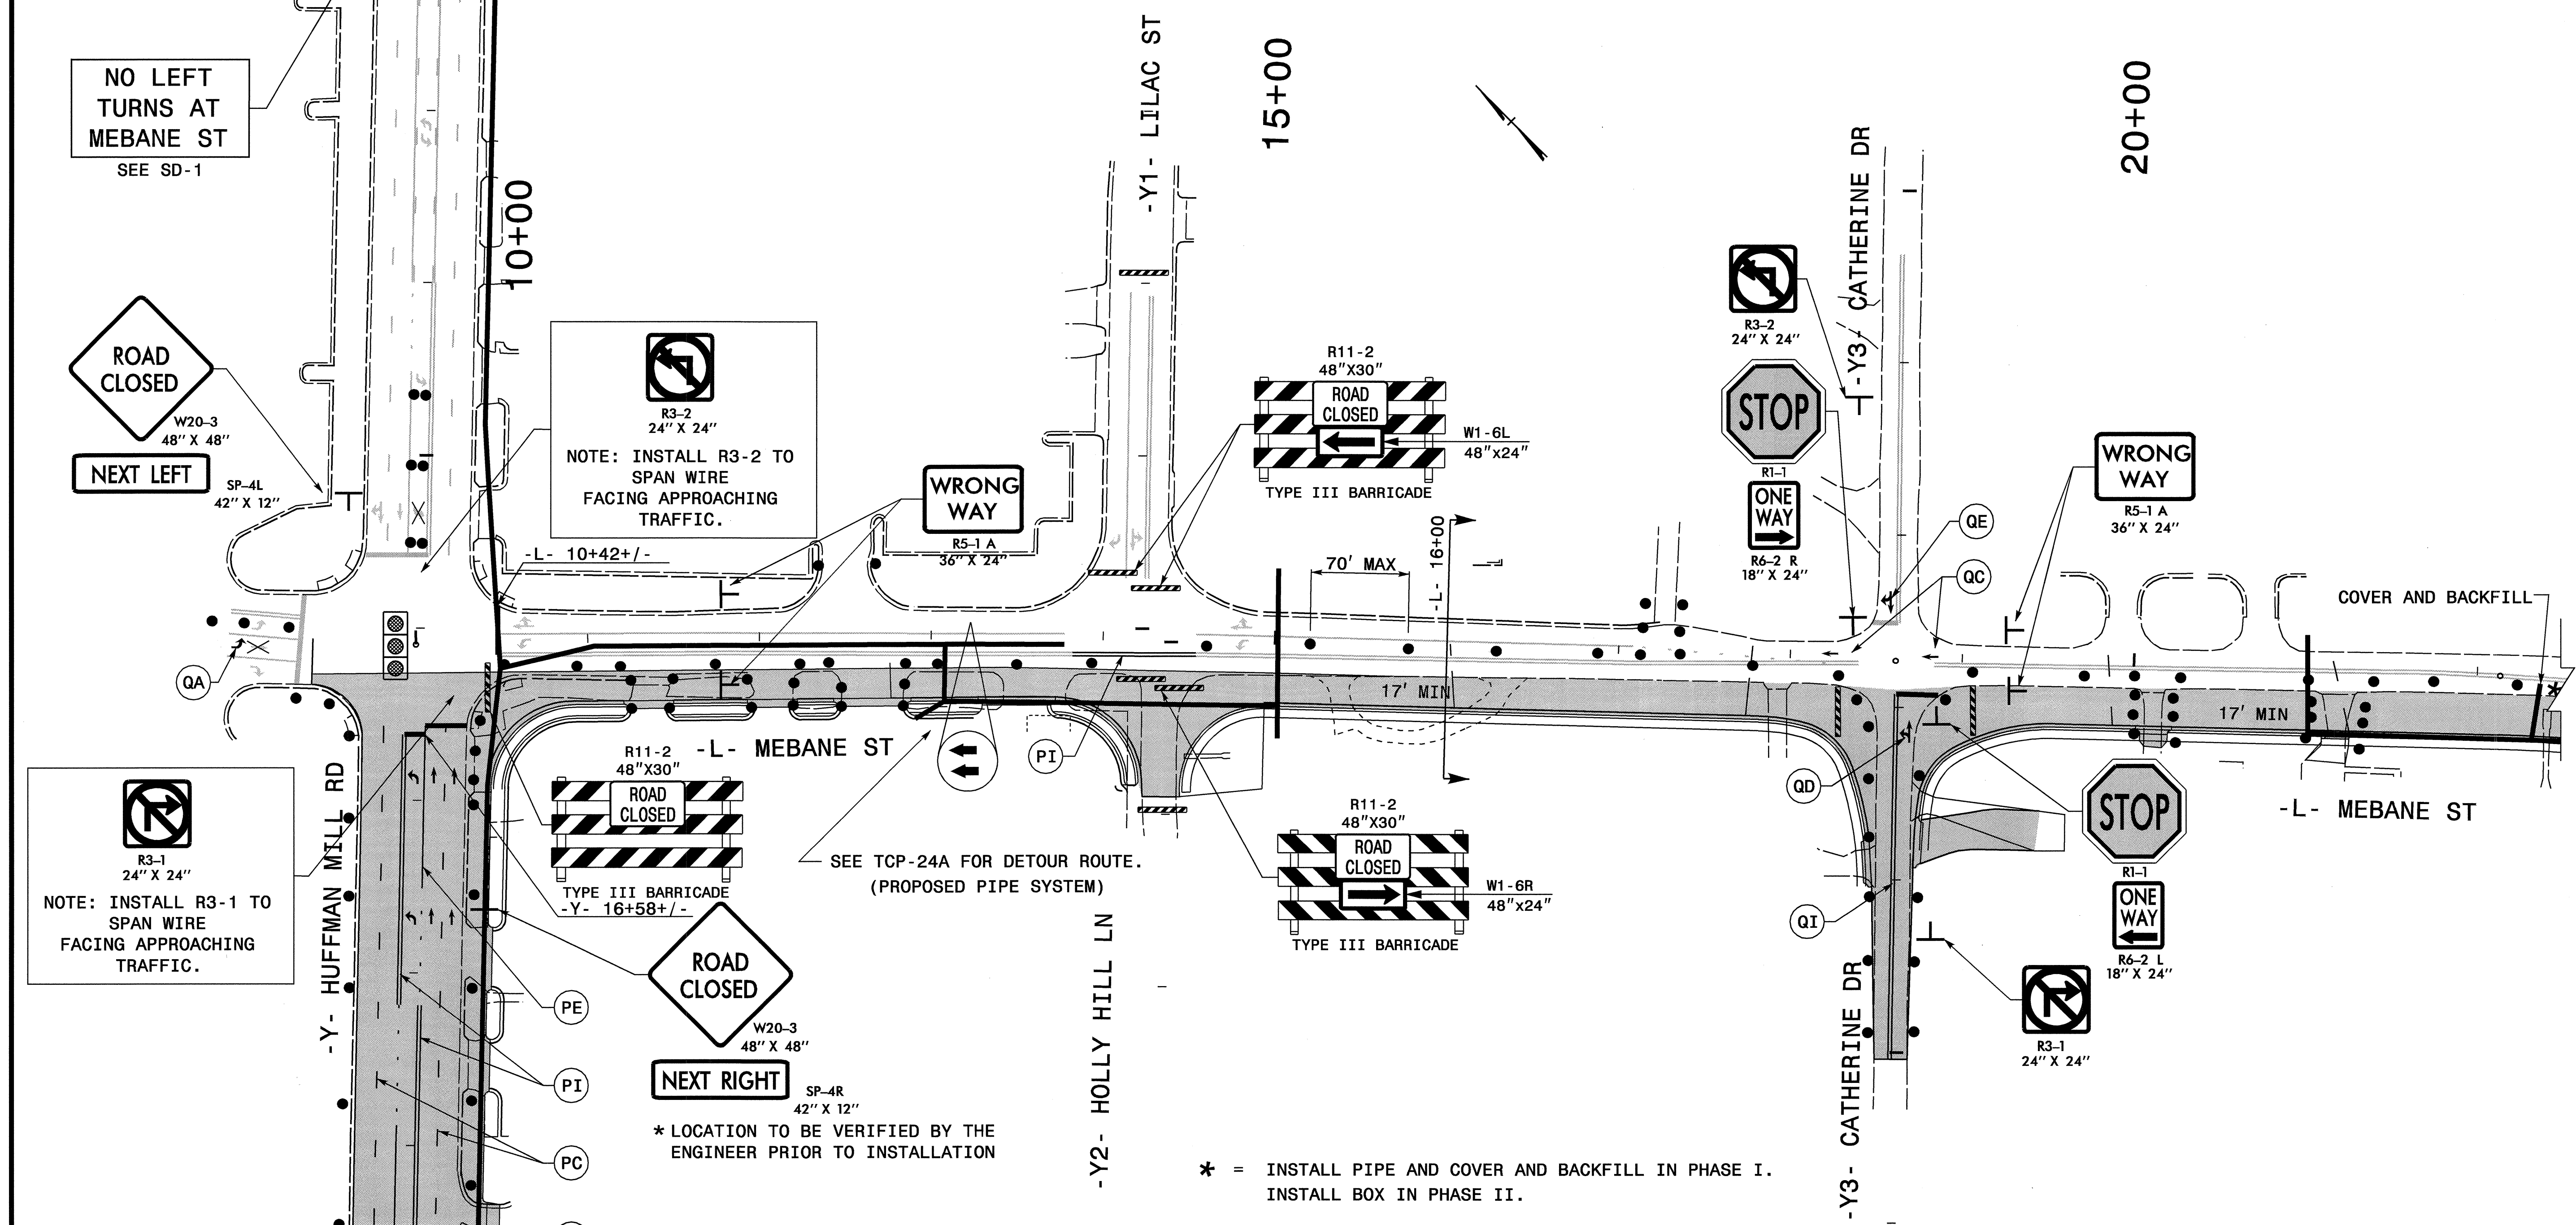 NO LEFT
TURNS AT
MEBANE ST
SEE SD-1
10+00
-Y1- LILAC ST
15+00
-Y3- CATHERINE DR
20+00
ROAD
CLOSED
W20-3
48" X 48"
NEXT LEFT
SP-4L
42" X 12"
R3-2
24" X 24"
NOTE: INSTALL R3-2 TO
SPAN WIRE
FACING APPROACHING
TRAFFIC.
-L- 10+42+/-
WRONG
WAY
R5-1 A
36" X 24"
R11-2
48"X30"
ROAD
CLOSED
W1-6L
48"x24"
TYPE III BARRICADE
70' MAX
-L- 16+00
R3-2
24" X 24"
STOP
R1-1
ONE
WAY
R6-2 R
18" X 24"
QE
QC
WRONG
WAY
R5-1 A
36" X 24"
COVER AND BACKFILL
*
QA
17' MIN
17' MIN
-L- MEBANE ST
PI
QD
-L- MEBANE ST
R3-1
24" X 24"
NOTE: INSTALL R3-1 TO
SPAN WIRE
FACING APPROACHING
TRAFFIC.
-Y- HUFFMAN MILL RD
R11-2
48"X30"
ROAD
CLOSED
TYPE III BARRICADE
-Y- 16+58+/-
SEE TCP-24A FOR DETOUR ROUTE.
(PROPOSED PIPE SYSTEM)
R11-2
48"X30"
ROAD
CLOSED
W1-6R
48"x24"
TYPE III BARRICADE
QI
STOP
R1-1
ONE
WAY
R6-2 L
18" X 24"
R3-1
24" X 24"
ROAD
CLOSED
W20-3
48" X 48"
NEXT RIGHT
SP-4R
42" X 12"
* LOCATION TO BE VERIFIED BY THE
ENGINEER PRIOR TO INSTALLATION
PE
PI
PC
-Y2- HOLLY HILL LN
-Y3- CATHERINE DR
* = INSTALL PIPE AND COVER AND BACKFILL IN PHASE I.
INSTALL BOX IN PHASE II.